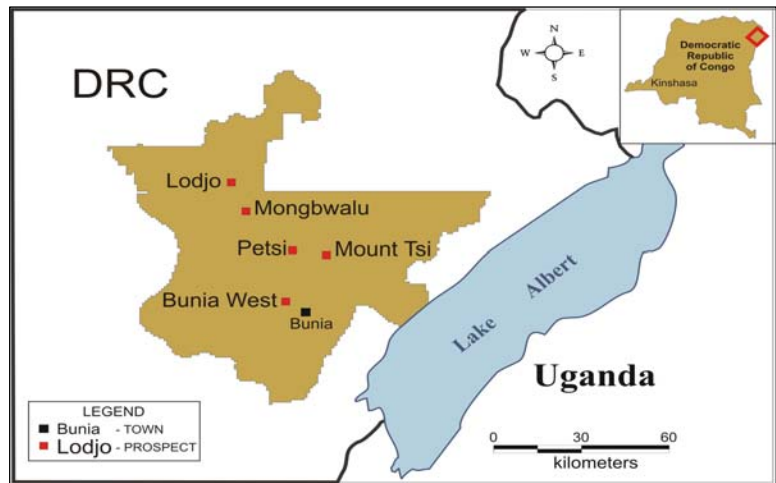 DRC
N
W E
S
Democratic
Republic
of Congo
Kinshasa
Lodjo
Mongbwalu
Petsi
Mount Tsi
Bunia West
Bunia
Lake Albert
Uganda
LEGEND
Bunia - TOWN
Lodjo - PROSPECT
0 30 60
kilometers